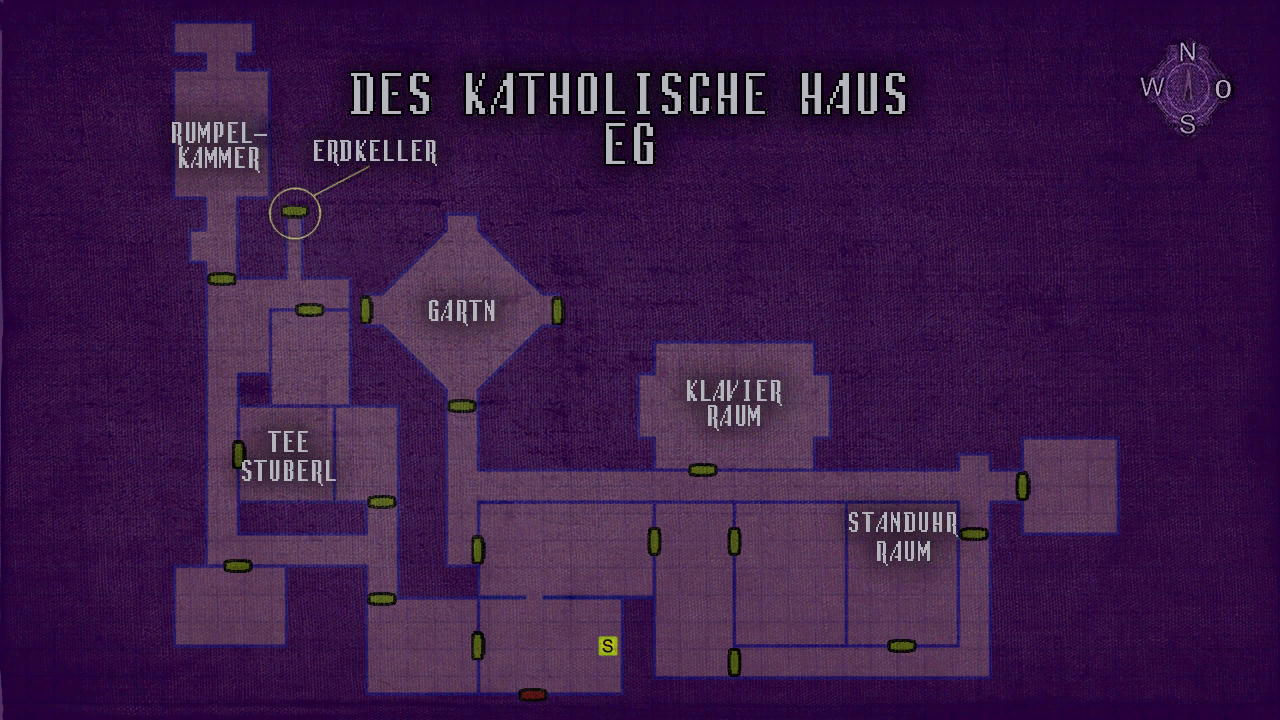 DES KATHOLISCHE HAUS
EG
N
W O
S
RUMPEL-
KAMMER
ERDKELLER
GARTN
KLAVIER
RAUM
TEE
STUBERL
STANDUHR
RAUM
S